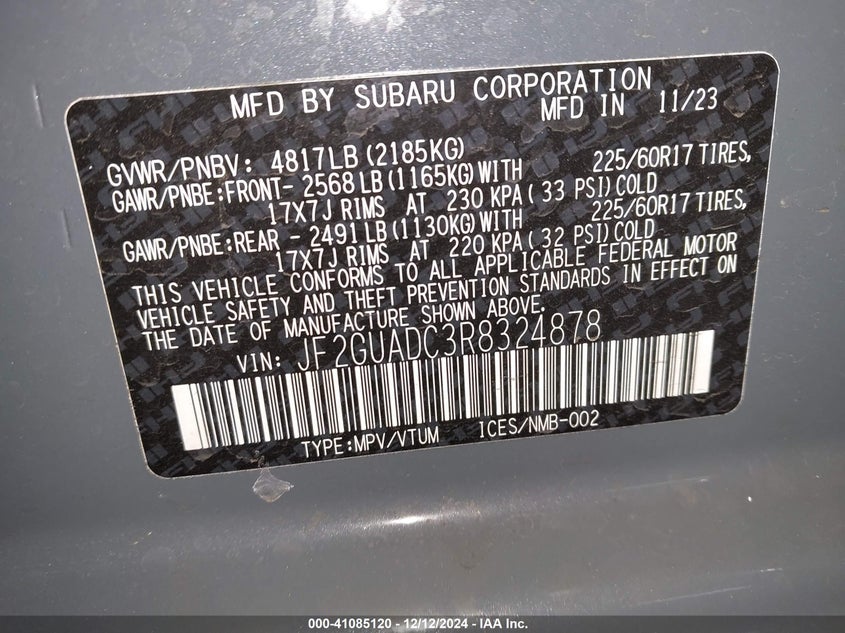 MFD BY SUBARU CORPORATION
MFD IN 11/23
GVWR/PNBV: 4817LB (2185KG)
GAWR/PNBE:FRONT- 2568 LB (1165KG) WITH 225/60R17 TIRES,
17X7J RIMS AT 230 KPA ( 33 PSI) COLD
GAWR/PNBE:REAR - 2491 LB (1130KG) WITH 225/60R17 TIRES,
17X7J RIMS AT 220 KPA ( 32 PSI) COLD
THIS VEHICLE CONFORMS TO ALL APPLICABLE FEDERAL MOTOR
VEHICLE SAFETY AND THEFT PREVENTION STANDARDS IN EFFECT ON
THE DATE OF MANUFACTURE SHOWN ABOVE.
VIN: JF2GUADC3R8324878
TYPE:MPV/VTUM ICES/NMB-002
000-41085120 - 12/12/2024 - IAA Inc.